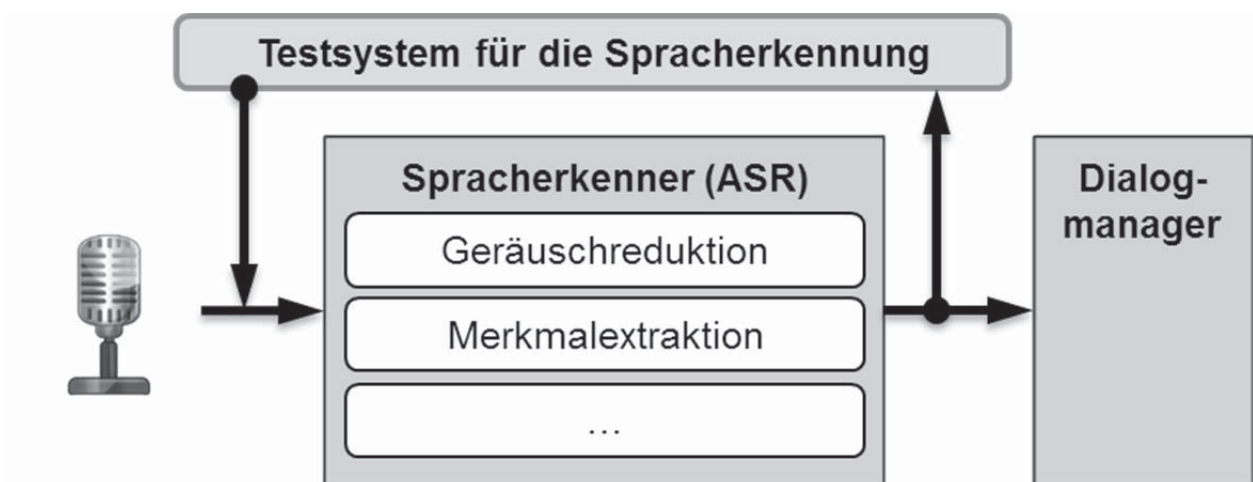 Testsystem für die Spracherkennung
Spracherkenner (ASR)
Geräuschreduktion
Merkmalextraktion
...
Dialog-
manager